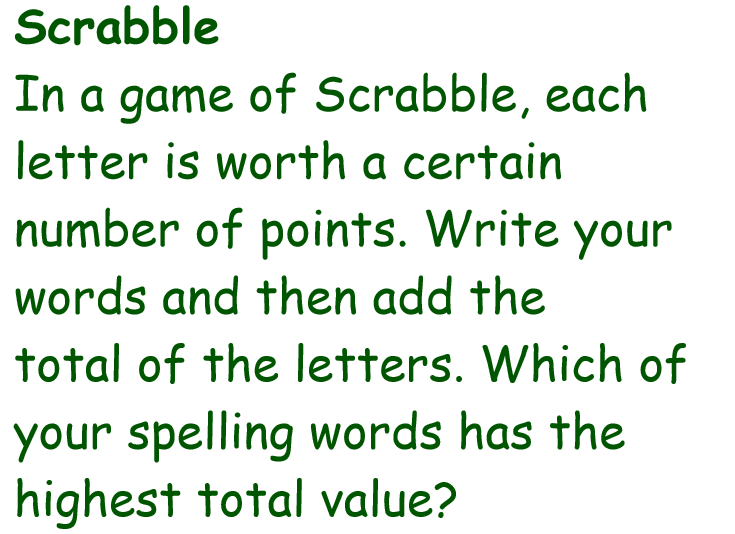 Scrabble
In a game of Scrabble, each
letter is worth a certain
number of points. Write your
words and then add the
total of the letters. Which of
your spelling words has the
highest total value?